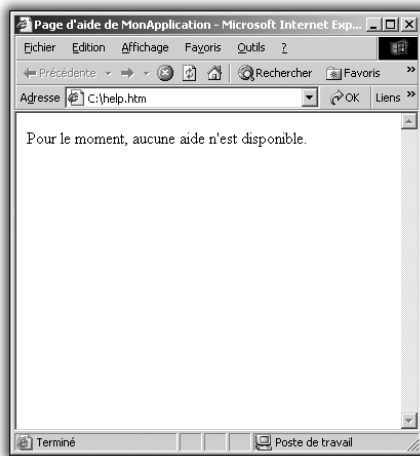 Page d'aide de MonApplication - Microsoft Internet Exp...
Fichier Edition Affichage Favoris Outils ?
Précédente Rechercher Favoris »
Adresse C:\help.htm OK Liens »
Pour le moment, aucune aide n'est disponible.
Terminé Poste de travail